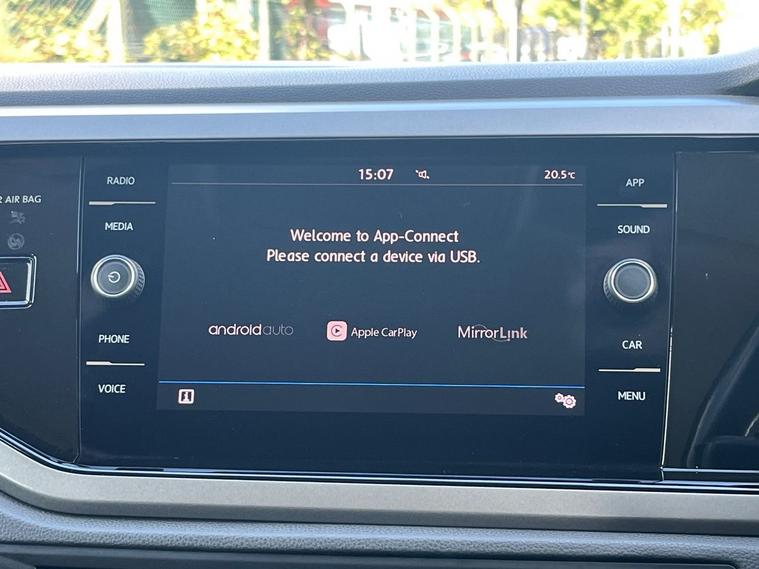 15:07
20.5°C
RADIO
APP
AIR BAG
MEDIA
SOUND
Welcome to App-Connect
Please connect a device via USB.
androidauto
Apple CarPlay
MirrorLink
PHONE
CAR
VOICE
MENU